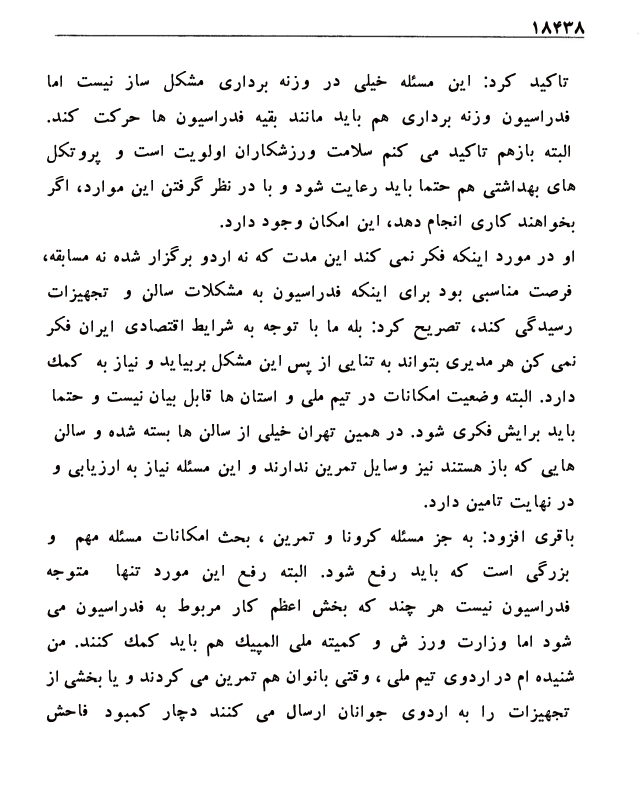 ۱۸۴۳۸
تاکید کرد: این مسئله خیلی در وزنه برداری مشکل ساز نیست اما
فدراسیون وزنه برداری هم باید مانند بقیه فدراسیون ها حرکت کند.
البته بازهم تاکید می کنم سلامت ورزشکاران اولویت است و پروتکل
های بهداشتی هم حتما باید رعایت شود و با در نظر گرفتن این موارد، اگر
بخواهند کاری انجام دهد، این امکان وجود دارد.
او در مورد اینکه فکر نمی کند این مدت که نه اردو برگزار شده نه مسابقه،
فرصت مناسبی بود برای اینکه فدراسیون به مشکلات سالن و تجهیزات
رسیدگی کند، تصریح کرد: بله ما با توجه به شرایط اقتصادی ایران فکر
نمی کن هر مدیری بتواند به تنایی از پس این مشکل بربیاید و نیاز به کمک
دارد. البته وضعیت امکانات در تیم ملی و استان ها قابل بیان نیست و حتما
باید برایش فکری شود. در همین تهران خیلی از سالن ها بسته شده و سالن
هایی که باز هستند نیز وسایل تمرین ندارند و این مسئله نیاز به ارزیابی و
در نهایت تامین دارد.
باقری افزود: به جز مسئله کرونا و تمرین ، بحث امکانات مسئله مهم و
بزرگی است که باید رفع شود. البته رفع این مورد تنها متوجه
فدراسیون نیست هر چند که بخش اعظم کار مربوط به فدراسیون می
شود اما وزارت ورز ش و کمیته ملی المپیک هم باید کمک کنند. من
شنیده ام در اردوی تیم ملی ، وقتی بانوان هم تمرین می کردند و یا بخشی از
تجهیزات را به اردوی جوانان ارسال می کنند دچار کمبود فاحش